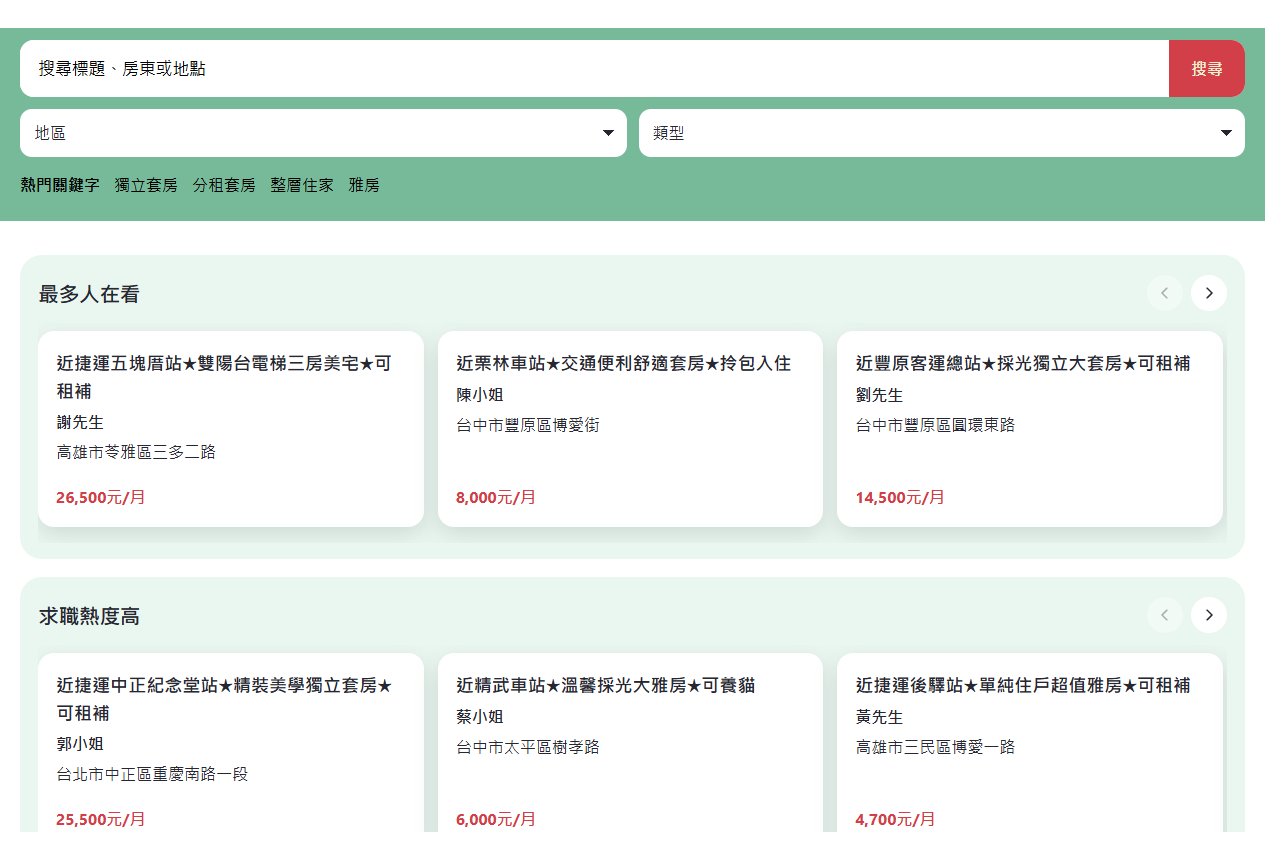 搜尋標題、房東或地點
搜尋
地區
類型
熱門關鍵字 獨立套房 分租套房 整層住家 雅房
最多人在看
近捷運五塊厝站★雙陽台電梯三房美宅★可
租補
謝先生
高雄市苓雅區三多二路
26,500元/月
近栗林車站★交通便利舒適套房★拎包入住
陳小姐
台中市豐原區博愛街
8,000元/月
近豐原客運總站★採光獨立大套房★可租補
劉先生
台中市豐原區圓環東路
14,500元/月
求職熱度高
近捷運中正紀念堂站★精裝美學獨立套房★
可租補
郭小姐
台北市中正區重慶南路一段
25,500元/月
近精武車站★溫馨採光大雅房★可養貓
蔡小姐
台中市太平區樹孝路
6,000元/月
近捷運後驛站★單純住戶超值雅房★可租補
黃先生
高雄市三民區博愛一路
4,700元/月